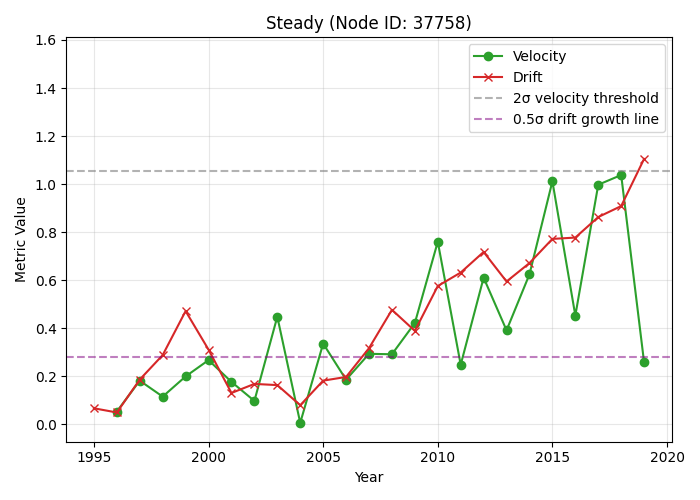 Steady (Node ID: 37758)
Velocity
Drift
2σ velocity threshold
0.5σ drift growth line
Metric Value
1.6
1.4
1.2
1.0
0.8
0.6
0.4
0.2
0.0
1995
2000
2005
2010
2015
2020
Year